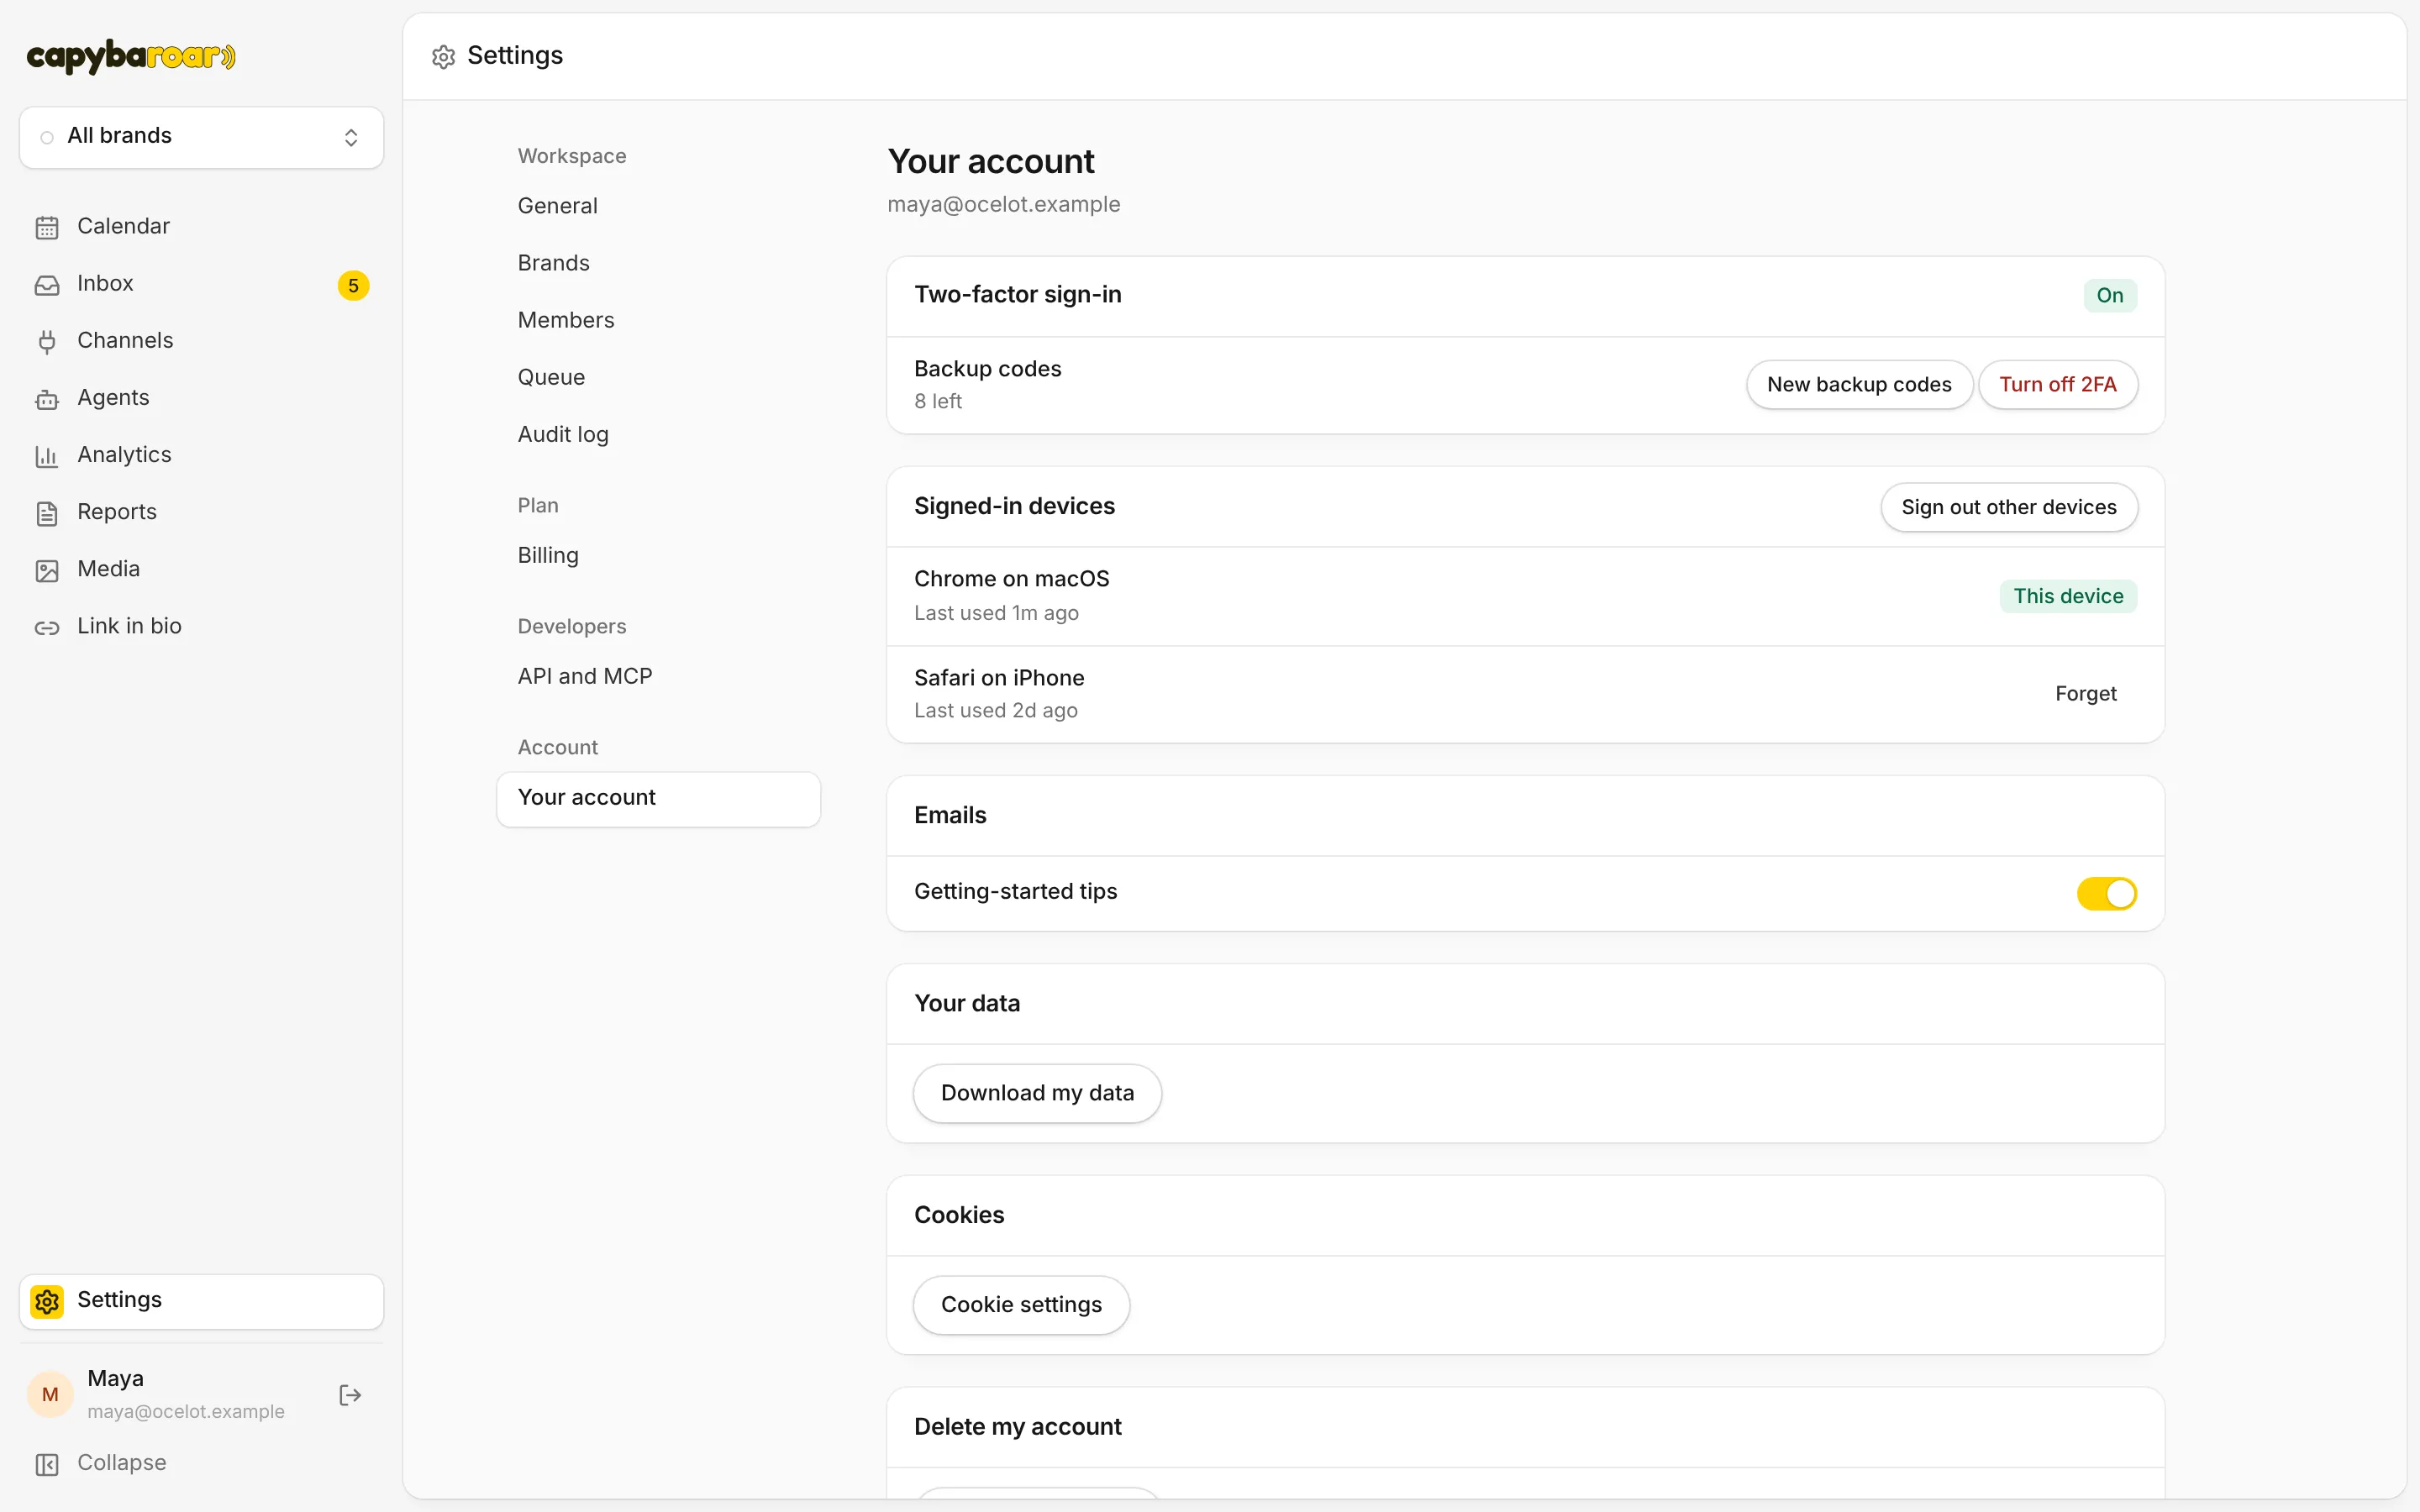 capybaroar
All brands
Calendar
Inbox
5
Channels
Agents
Analytics
Reports
Media
Link in bio
Settings
M
Maya
maya@ocelot.example
Collapse
Settings
Workspace
General
Brands
Members
Queue
Audit log
Plan
Billing
Developers
API and MCP
Account
Your account
Your account
maya@ocelot.example
Two-factor sign-in
On
Backup codes
8 left
New backup codes
Turn off 2FA
Signed-in devices
Sign out other devices
Chrome on macOS
Last used 1m ago
This device
Safari on iPhone
Last used 2d ago
Forget
Emails
Getting-started tips
Your data
Download my data
Cookies
Cookie settings
Delete my account